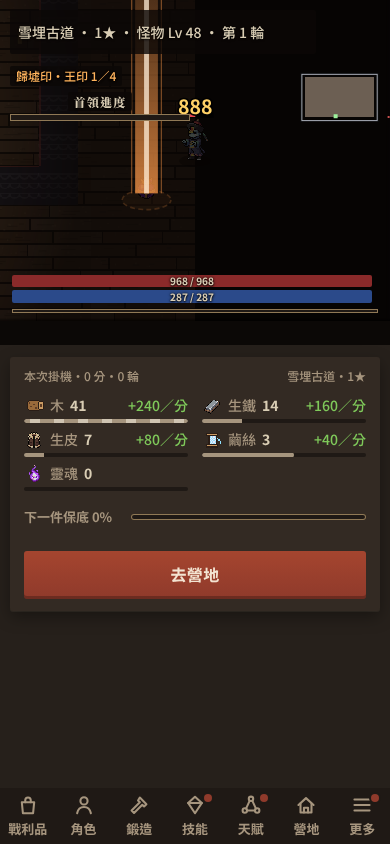 雪埋古道 · 1★ · 怪物 Lv 48 · 第 1 輪
歸墟印·王印 1／4
首領進度
888
968 / 968
287 / 287
本次掛機·0 分·0 輪
雪埋古道·1★
木 41 +240／分
生鐵 14 +160／分
生皮 7 +80／分
繭絲 3 +40／分
靈魂 0
下一件保底 0%
去營地
戰利品
角色
鍛造
技能
天賦
營地
更多